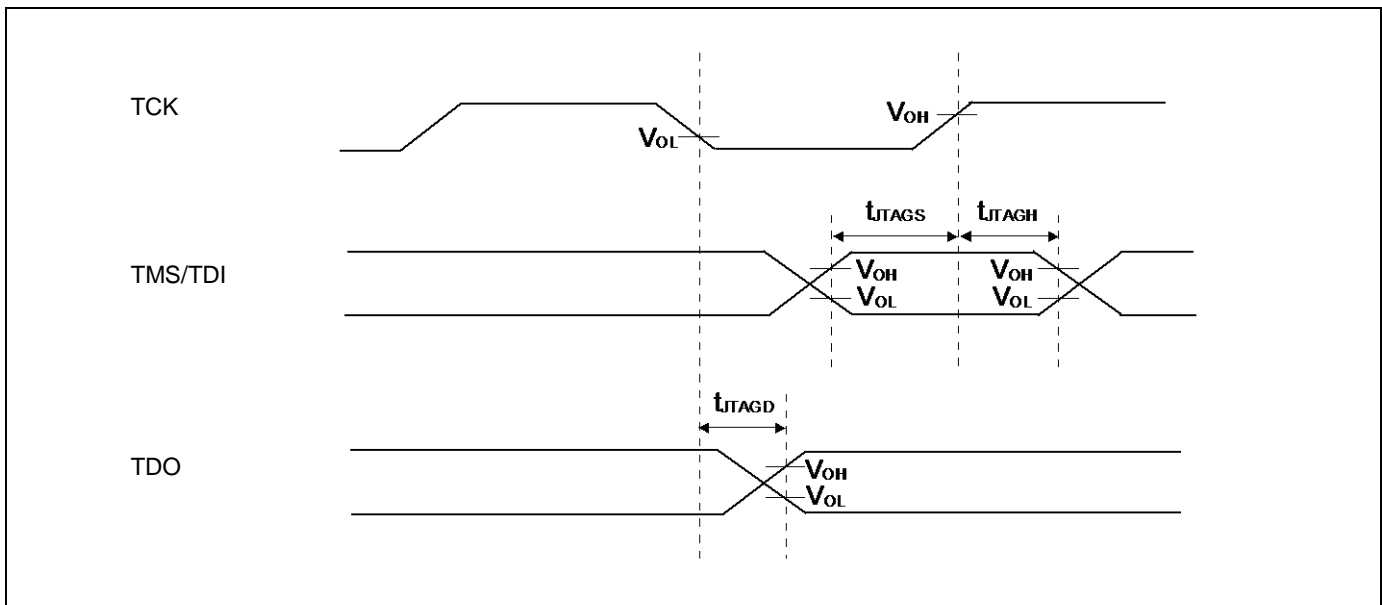 TCK
VOL
VOH
tJTAGS
tJTAGH
TMS/TDI
VOH
VOL
VOH
VOL
tJTAGD
TDO
VOH
VOL